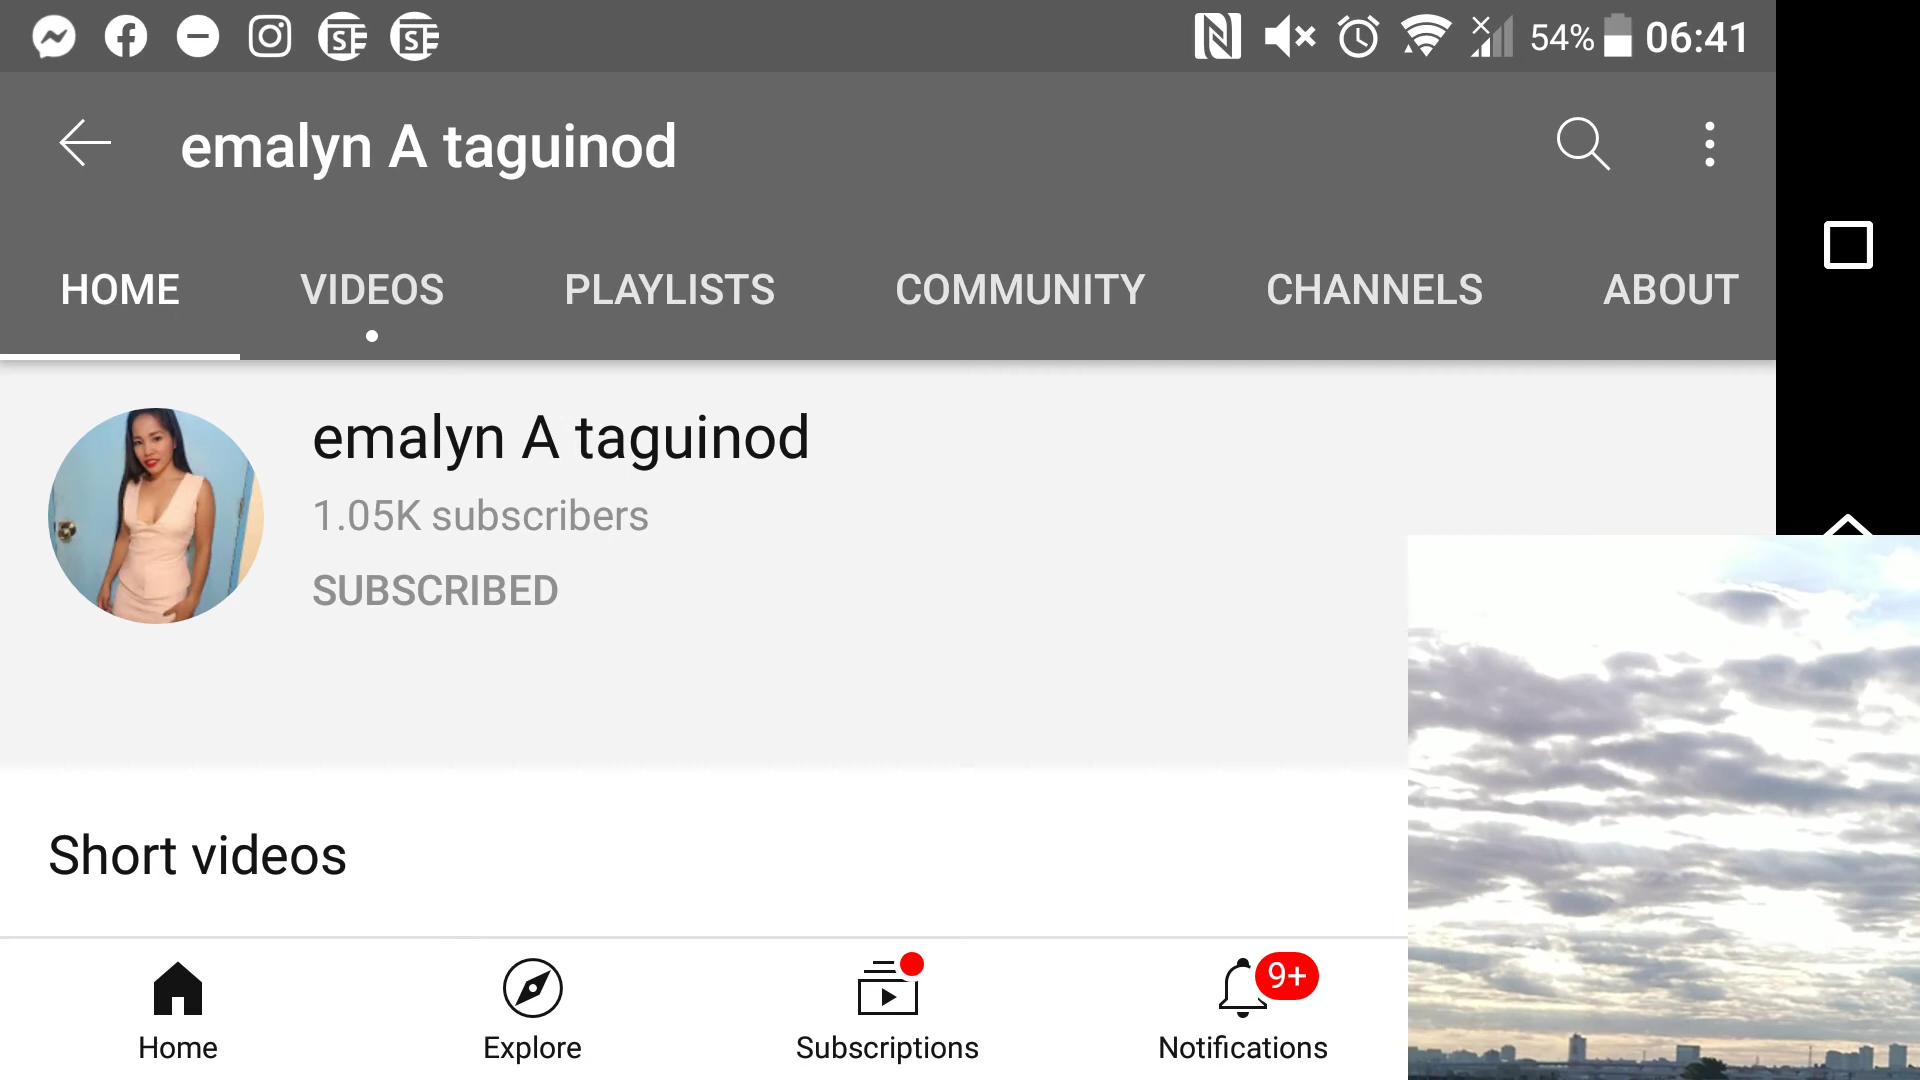 54% 06:41
emalyn A taguinod
HOME VIDEOS PLAYLISTS COMMUNITY CHANNELS ABOUT
emalyn A taguinod
1.05K subscribers
SUBSCRIBED
Short videos
9+
Home Explore Subscriptions Notifications